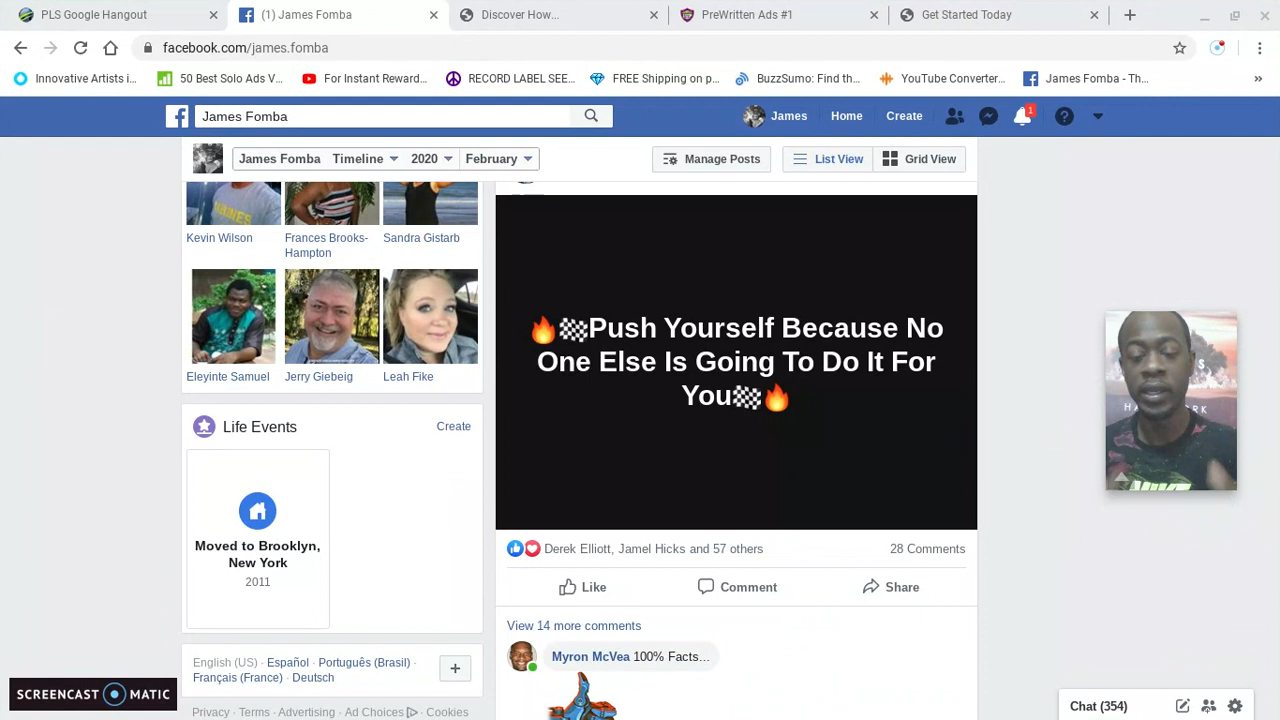 PLS Google Hangout
(1) James Fomba
Discover How...
PreWritten Ads #1
Get Started Today
facebook.com/james.fomba
Innovative Artists i...
50 Best Solo Ads V...
For Instant Reward...
RECORD LABEL SEE...
FREE Shipping on p...
BuzzSumo: Find th...
YouTube Converter...
James Fomba - Th...
James Fomba
James
Home
Create
1
James Fomba
Timeline
2020
February
Manage Posts
List View
Grid View
Kevin Wilson
Frances Brooks-
Hampton
Sandra Gistarb
Eleyinte Samuel
Jerry Giebeig
Leah Fike
Life Events
Create
Moved to Brooklyn,
New York
2011
English (US) · Español · Português (Brasil) ·
Français (France) · Deutsch
Privacy · Terms · Advertising · Ad Choices · Cookies
🔥🏁Push Yourself Because No
One Else Is Going To Do It For
You🏁🔥
Derek Elliott, Jamel Hicks and 57 others
28 Comments
Like
Comment
Share
View 14 more comments
Myron McVea 100% Facts...
Chat (354)
SCREENCAST MATIC